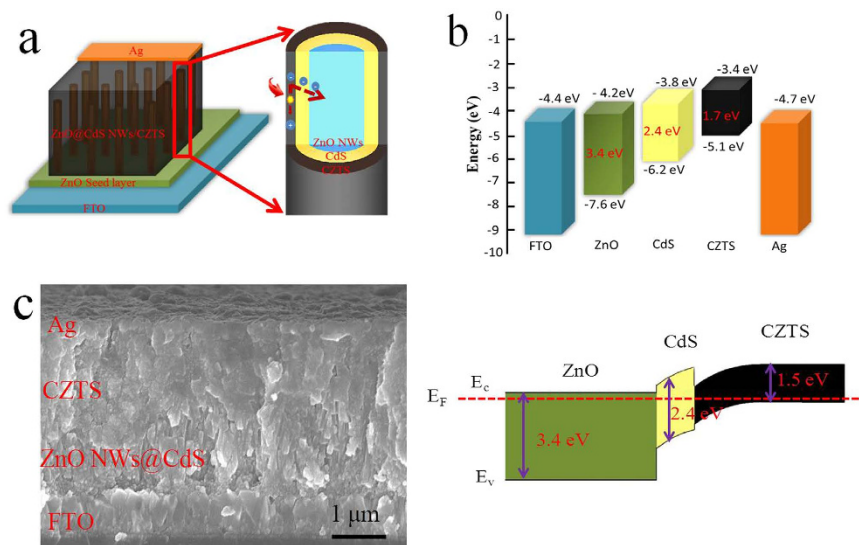 a
Ag
ZnO@CdS NWs/CZTS
ZnO Seed layer
FTO
ZnO NWs
CdS
CZTS
b
Energy (eV)
0
-1
-2
-3
-4
-5
-6
-7
-8
-9
-10
-4.4 eV
-4.2 eV
3.4 eV
-7.6 eV
-3.8 eV
2.4 eV
-6.2 eV
-3.4 eV
1.7 eV
-5.1 eV
-4.7 eV
FTO
ZnO
CdS
CZTS
Ag
c
Ag
CZTS
ZnO NWs@CdS
FTO
1 μm
ZnO
CdS
CZTS
Ec
EF
Ev
3.4 eV
2.4 eV
1.5 eV